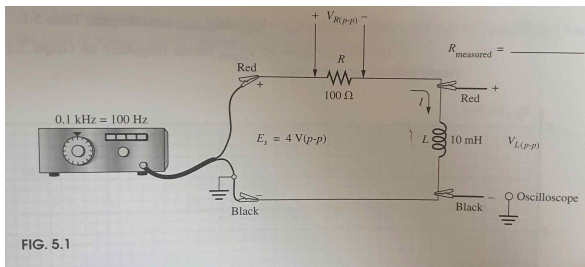 + V_R(p-p) −
R_measured = ________
R
Red
+
100 Ω
I
+
Red
0.1 kHz = 100 Hz
E_s = 4 V(p-p)
L
10 mH
V_L(p-p)
−
Black
−
Black
Oscilloscope
FIG. 5.1